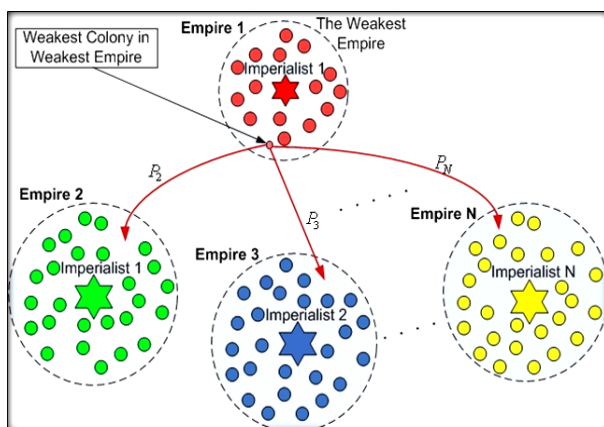 Weakest Colony in
Weakest Empire
Empire 1
The Weakest
Empire
Imperialist 1
P2
P3
PN
Empire 2
Imperialist 1
Empire 3
Imperialist 2
Empire N
Imperialist N